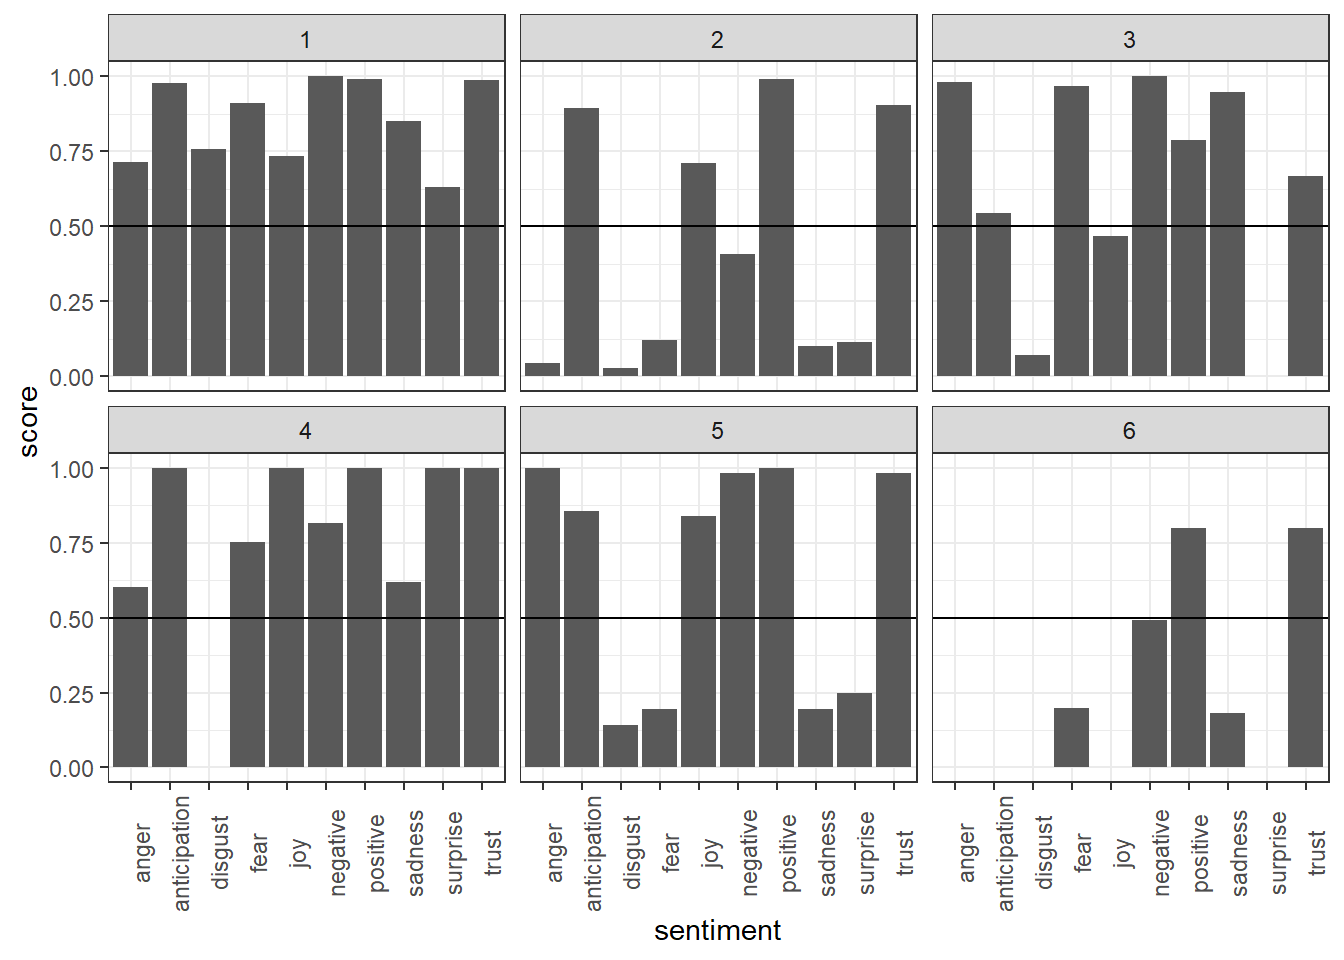 1 2 3
1.00
0.75
0.50
0.25
0.00
4 5 6
1.00
0.75
0.50
0.25
0.00
score
anger anticipation disgust fear joy negative positive sadness surprise trust
anger anticipation disgust fear joy negative positive sadness surprise trust
anger anticipation disgust fear joy negative positive sadness surprise trust
sentiment